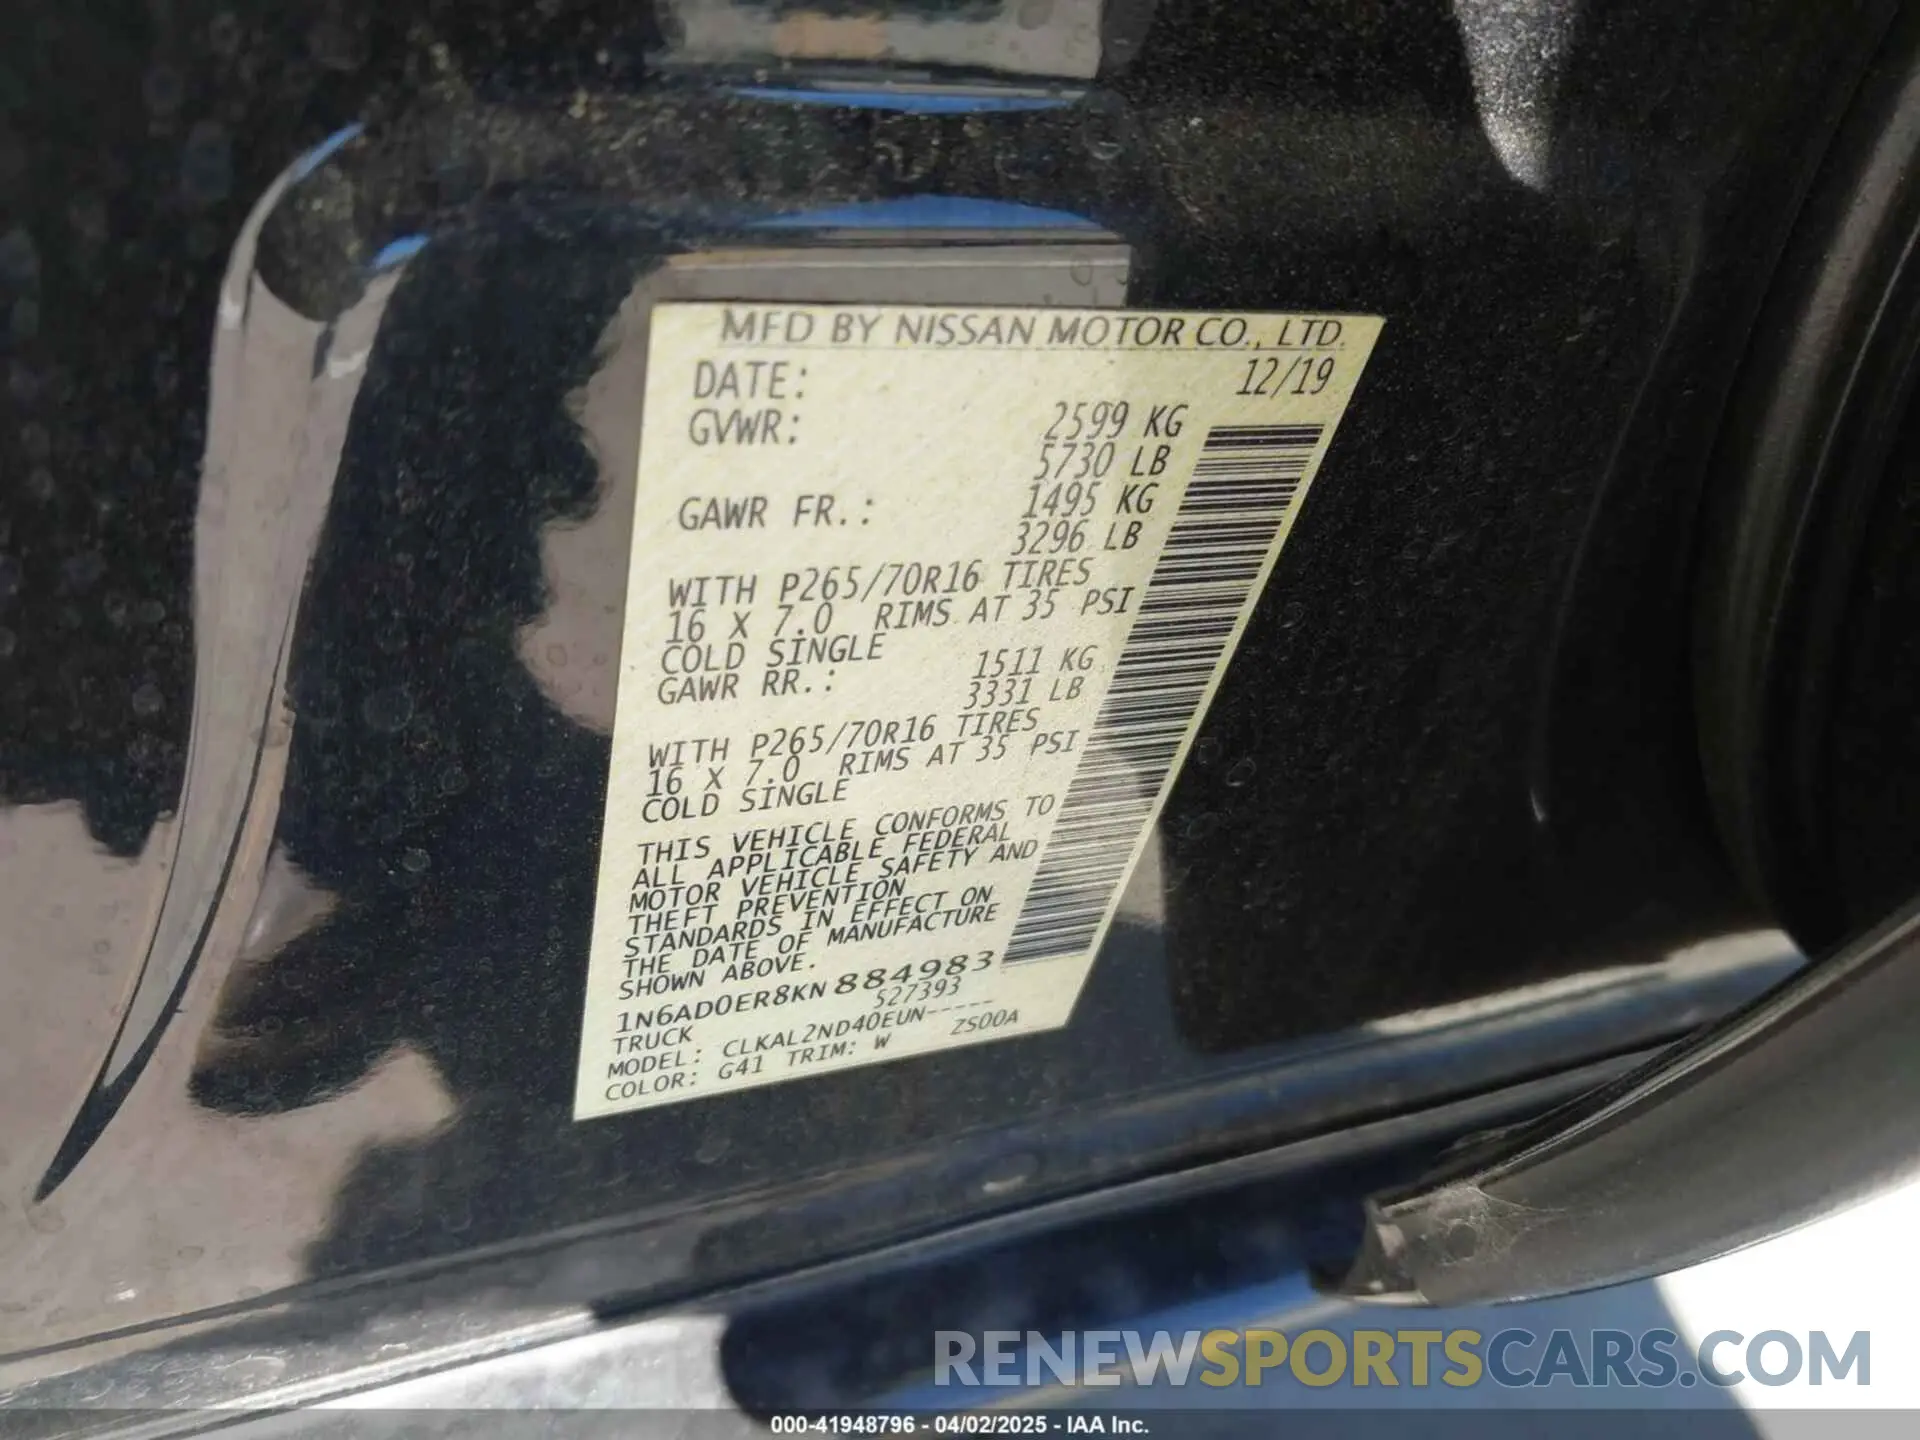 MFD BY NISSAN MOTOR CO., LTD.
DATE: 12/19
GVWR: 2599 KG
5730 LB
GAWR FR.: 1495 KG
3296 LB
WITH P265/70R16 TIRES
16 X 7.0 RIMS AT 35 PSI
COLD SINGLE
GAWR RR.: 1511 KG
3331 LB
WITH P265/70R16 TIRES
16 X 7.0 RIMS AT 35 PSI
COLD SINGLE
THIS VEHICLE CONFORMS TO
ALL APPLICABLE FEDERAL
MOTOR VEHICLE SAFETY AND
THEFT PREVENTION
STANDARDS IN EFFECT ON
THE DATE OF MANUFACTURE
SHOWN ABOVE.
1N6AD0ER8KN884983
TRUCK 527393
MODEL: CLKAL2ND40EUN-----
COLOR: G41 TRIM: W ZS00A
RENEWSPORTSCARS.COM
000-41948796 - 04/02/2025 - IAA Inc.